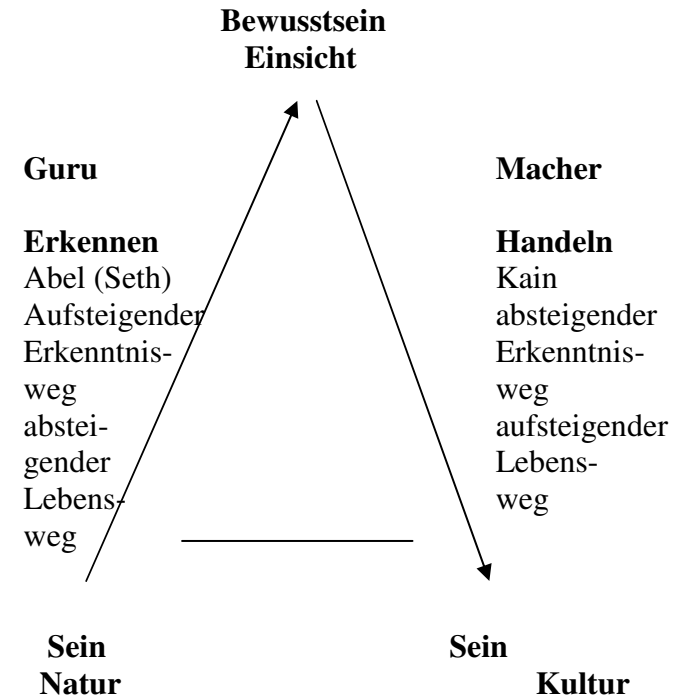 Bewusstsein
Einsicht
Guru
Erkennen
Abel (Seth)
Aufsteigender
Erkenntnis-
weg
abstei-
gender
Lebens-
weg
Macher
Handeln
Kain
absteigender
Erkenntnis-
weg
aufsteigender
Lebens-
weg
Sein
Natur
Sein
Kultur